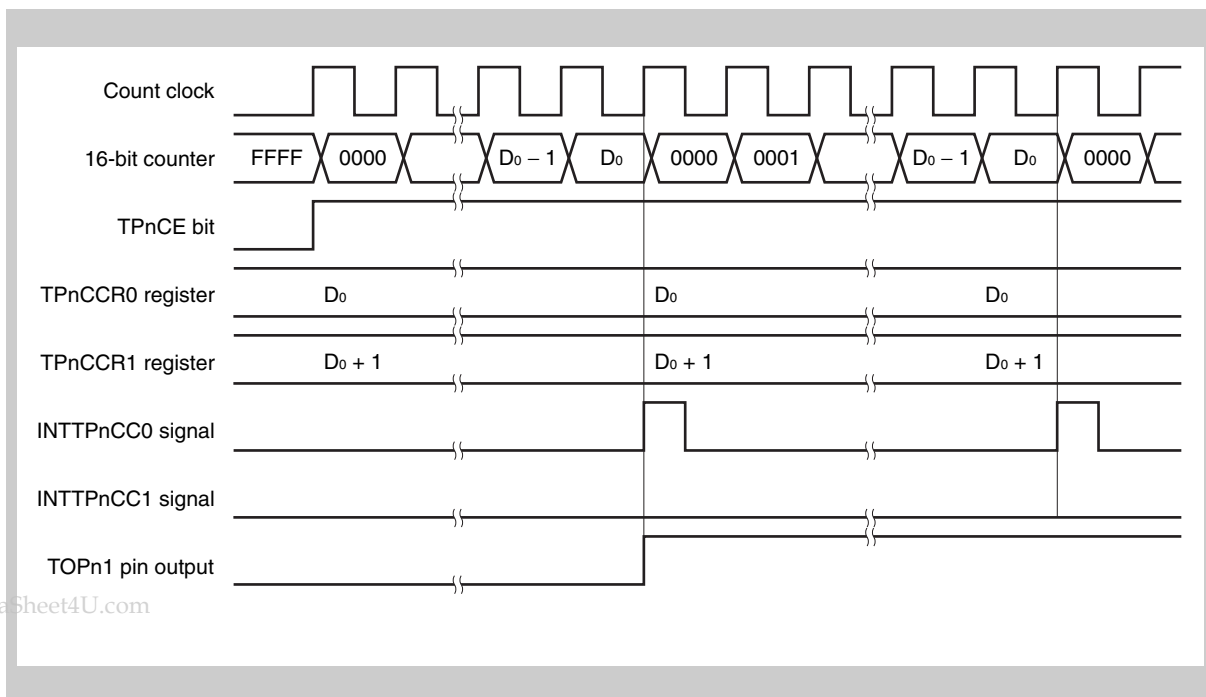 Count clock
16-bit counter FFFF 0000 D₀ – 1 D₀ 0000 0001 D₀ – 1 D₀ 0000
TPnCE bit
TPnCCR0 register D₀ D₀ D₀
TPnCCR1 register D₀ + 1 D₀ + 1 D₀ + 1
INTTPnCC0 signal
INTTPnCC1 signal
TOPn1 pin output
aSheet4U.com